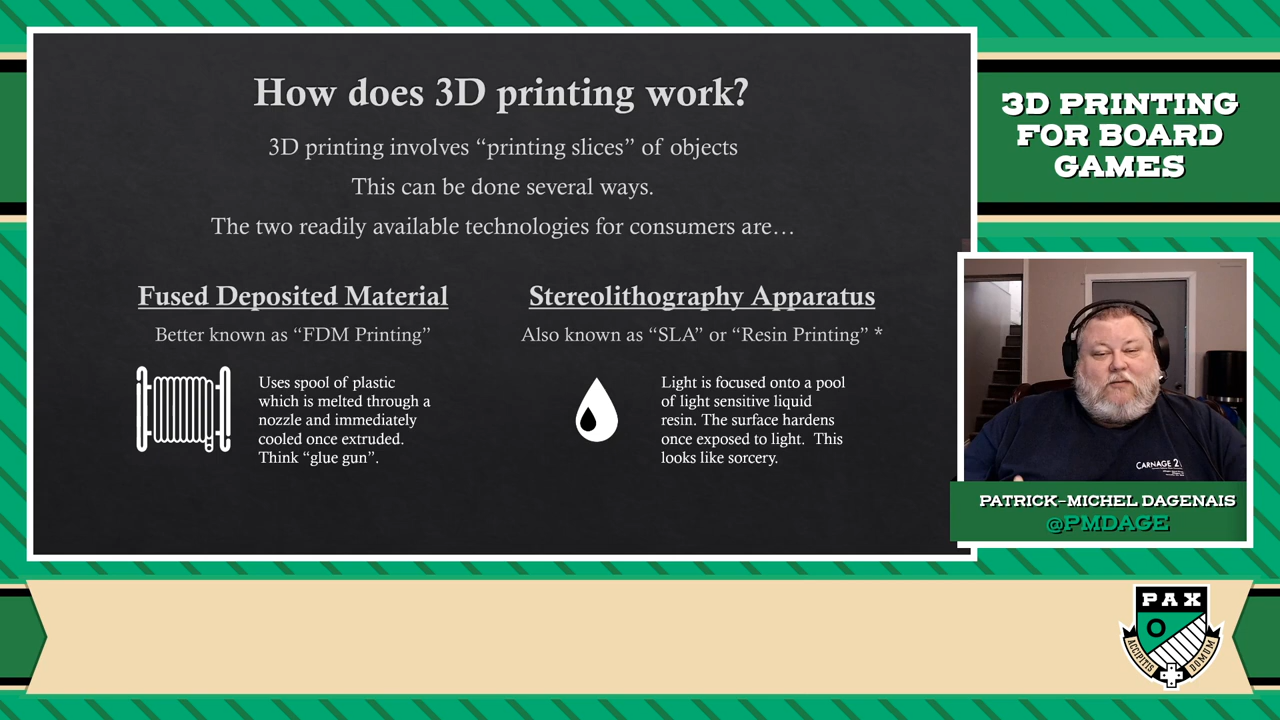 How does 3D printing work?
3D printing involves “printing slices” of objects
This can be done several ways.
The two readily available technologies for consumers are…
Fused Deposited Material
Better known as “FDM Printing”
Uses spool of plastic
which is melted through a
nozzle and immediately
cooled once extruded.
Think “glue gun”.
Stereolithography Apparatus
Also known as “SLA” or “Resin Printing” *
Light is focused onto a pool
of light sensitive liquid
resin. The surface hardens
once exposed to light.  This
looks like sorcery.
3D PRINTING
FOR BOARD
GAMES
CARNAGE
PATRICK-MICHEL DAGENAIS
@PMDAGE
PAX
O
ACCIPITIS DOMUM